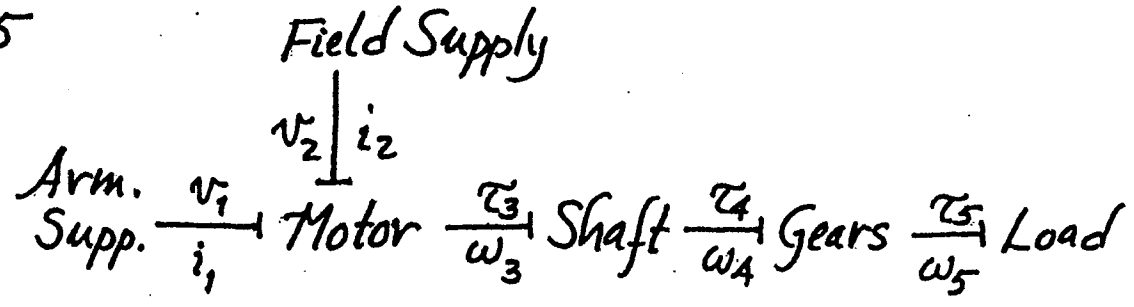 5
Field Supply
v₂ i₂
Arm. Supp. v₁ i₁ Motor τ₃ ω₃ Shaft τ₄ ω₄ Gears τ₅ ω₅ Load